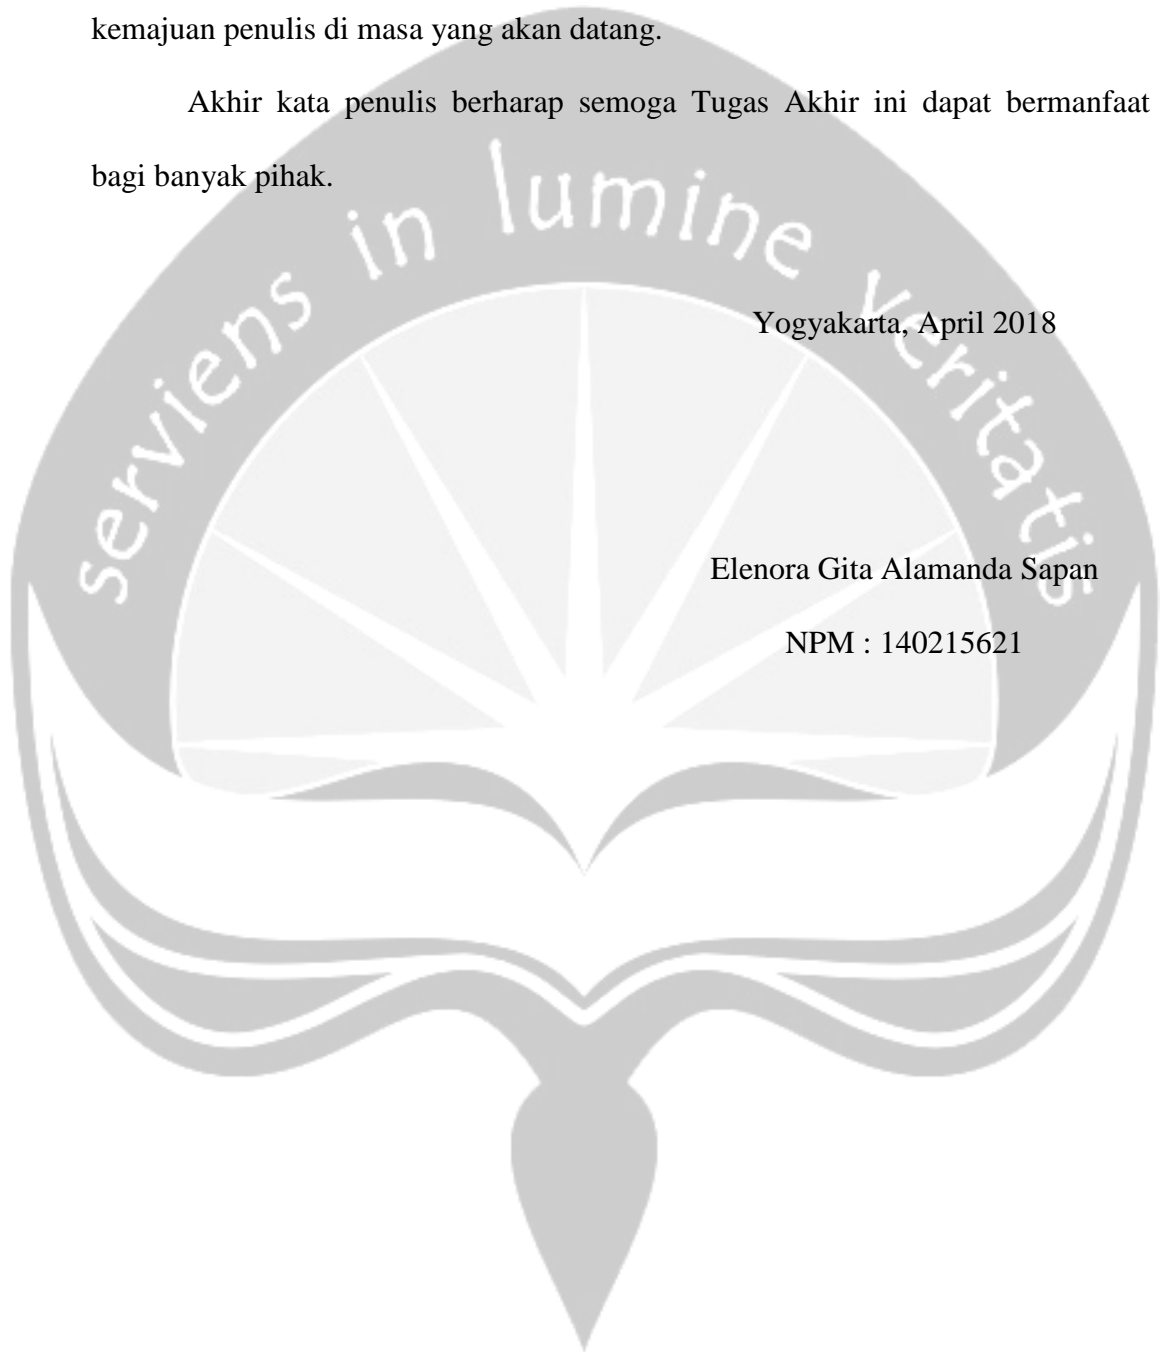 kemajuan penulis di masa yang akan datang.
Akhir kata penulis berharap semoga Tugas Akhir ini dapat bermanfaat
bagi banyak pihak.
serviens in lumine veritatis
Yogyakarta, April 2018
Elenora Gita Alamanda Sapan
NPM : 140215621